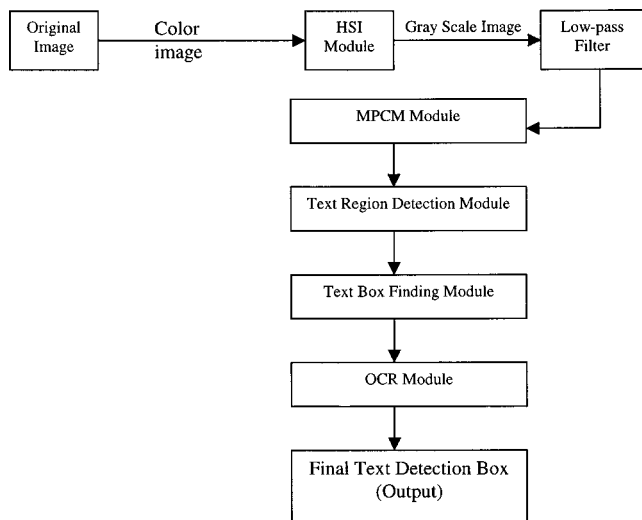 Original
Image
Color
image
HSI
Module
Gray Scale Image
Low-pass
Filter
MPCM Module
Text Region Detection Module
Text Box Finding Module
OCR Module
Final Text Detection Box
(Output)